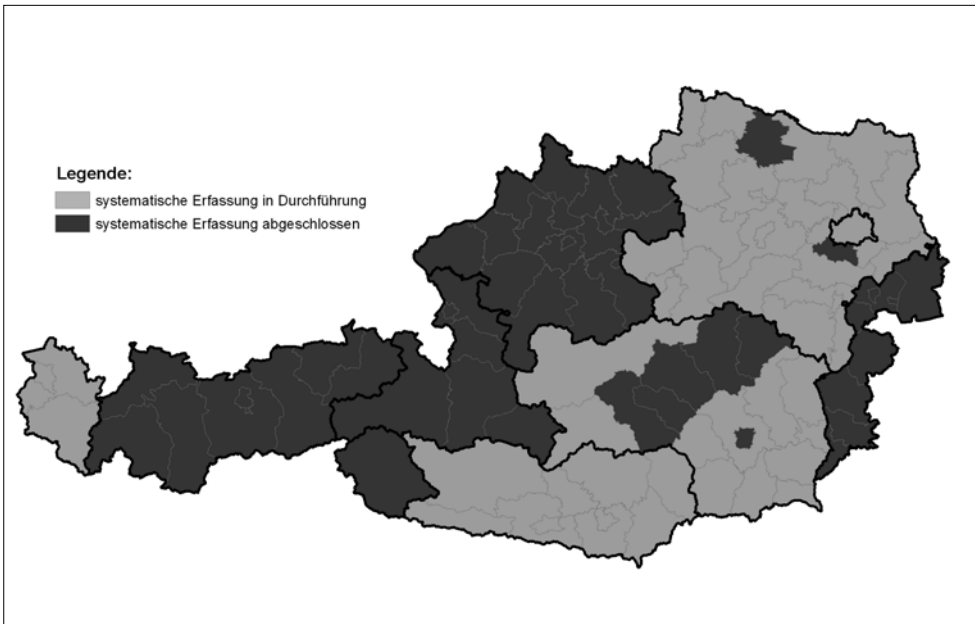 Legende:
systematische Erfassung in Durchführung
systematische Erfassung abgeschlossen